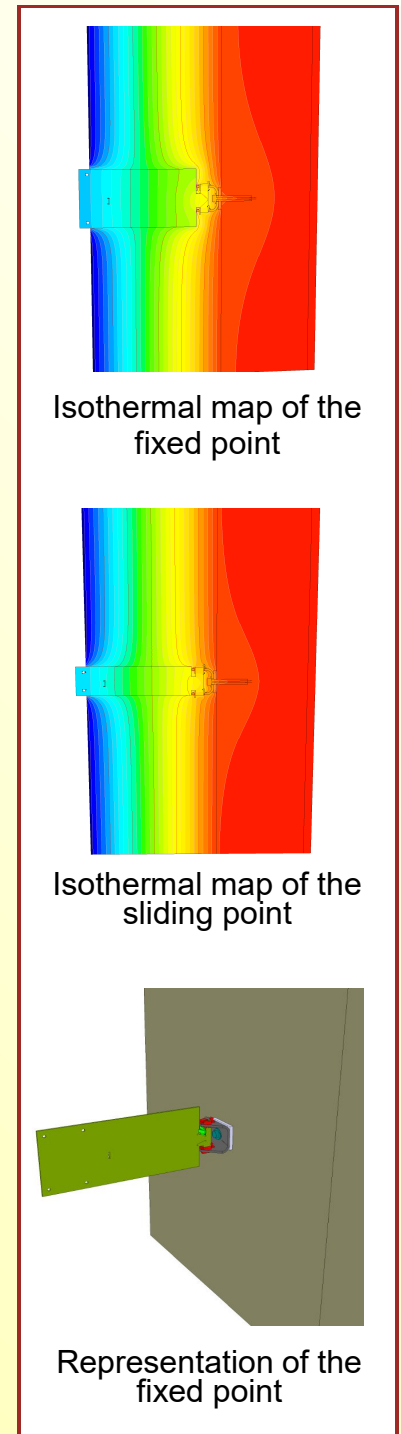 Isothermal map of the
fixed point
Isothermal map of the
sliding point
Representation of the
fixed point